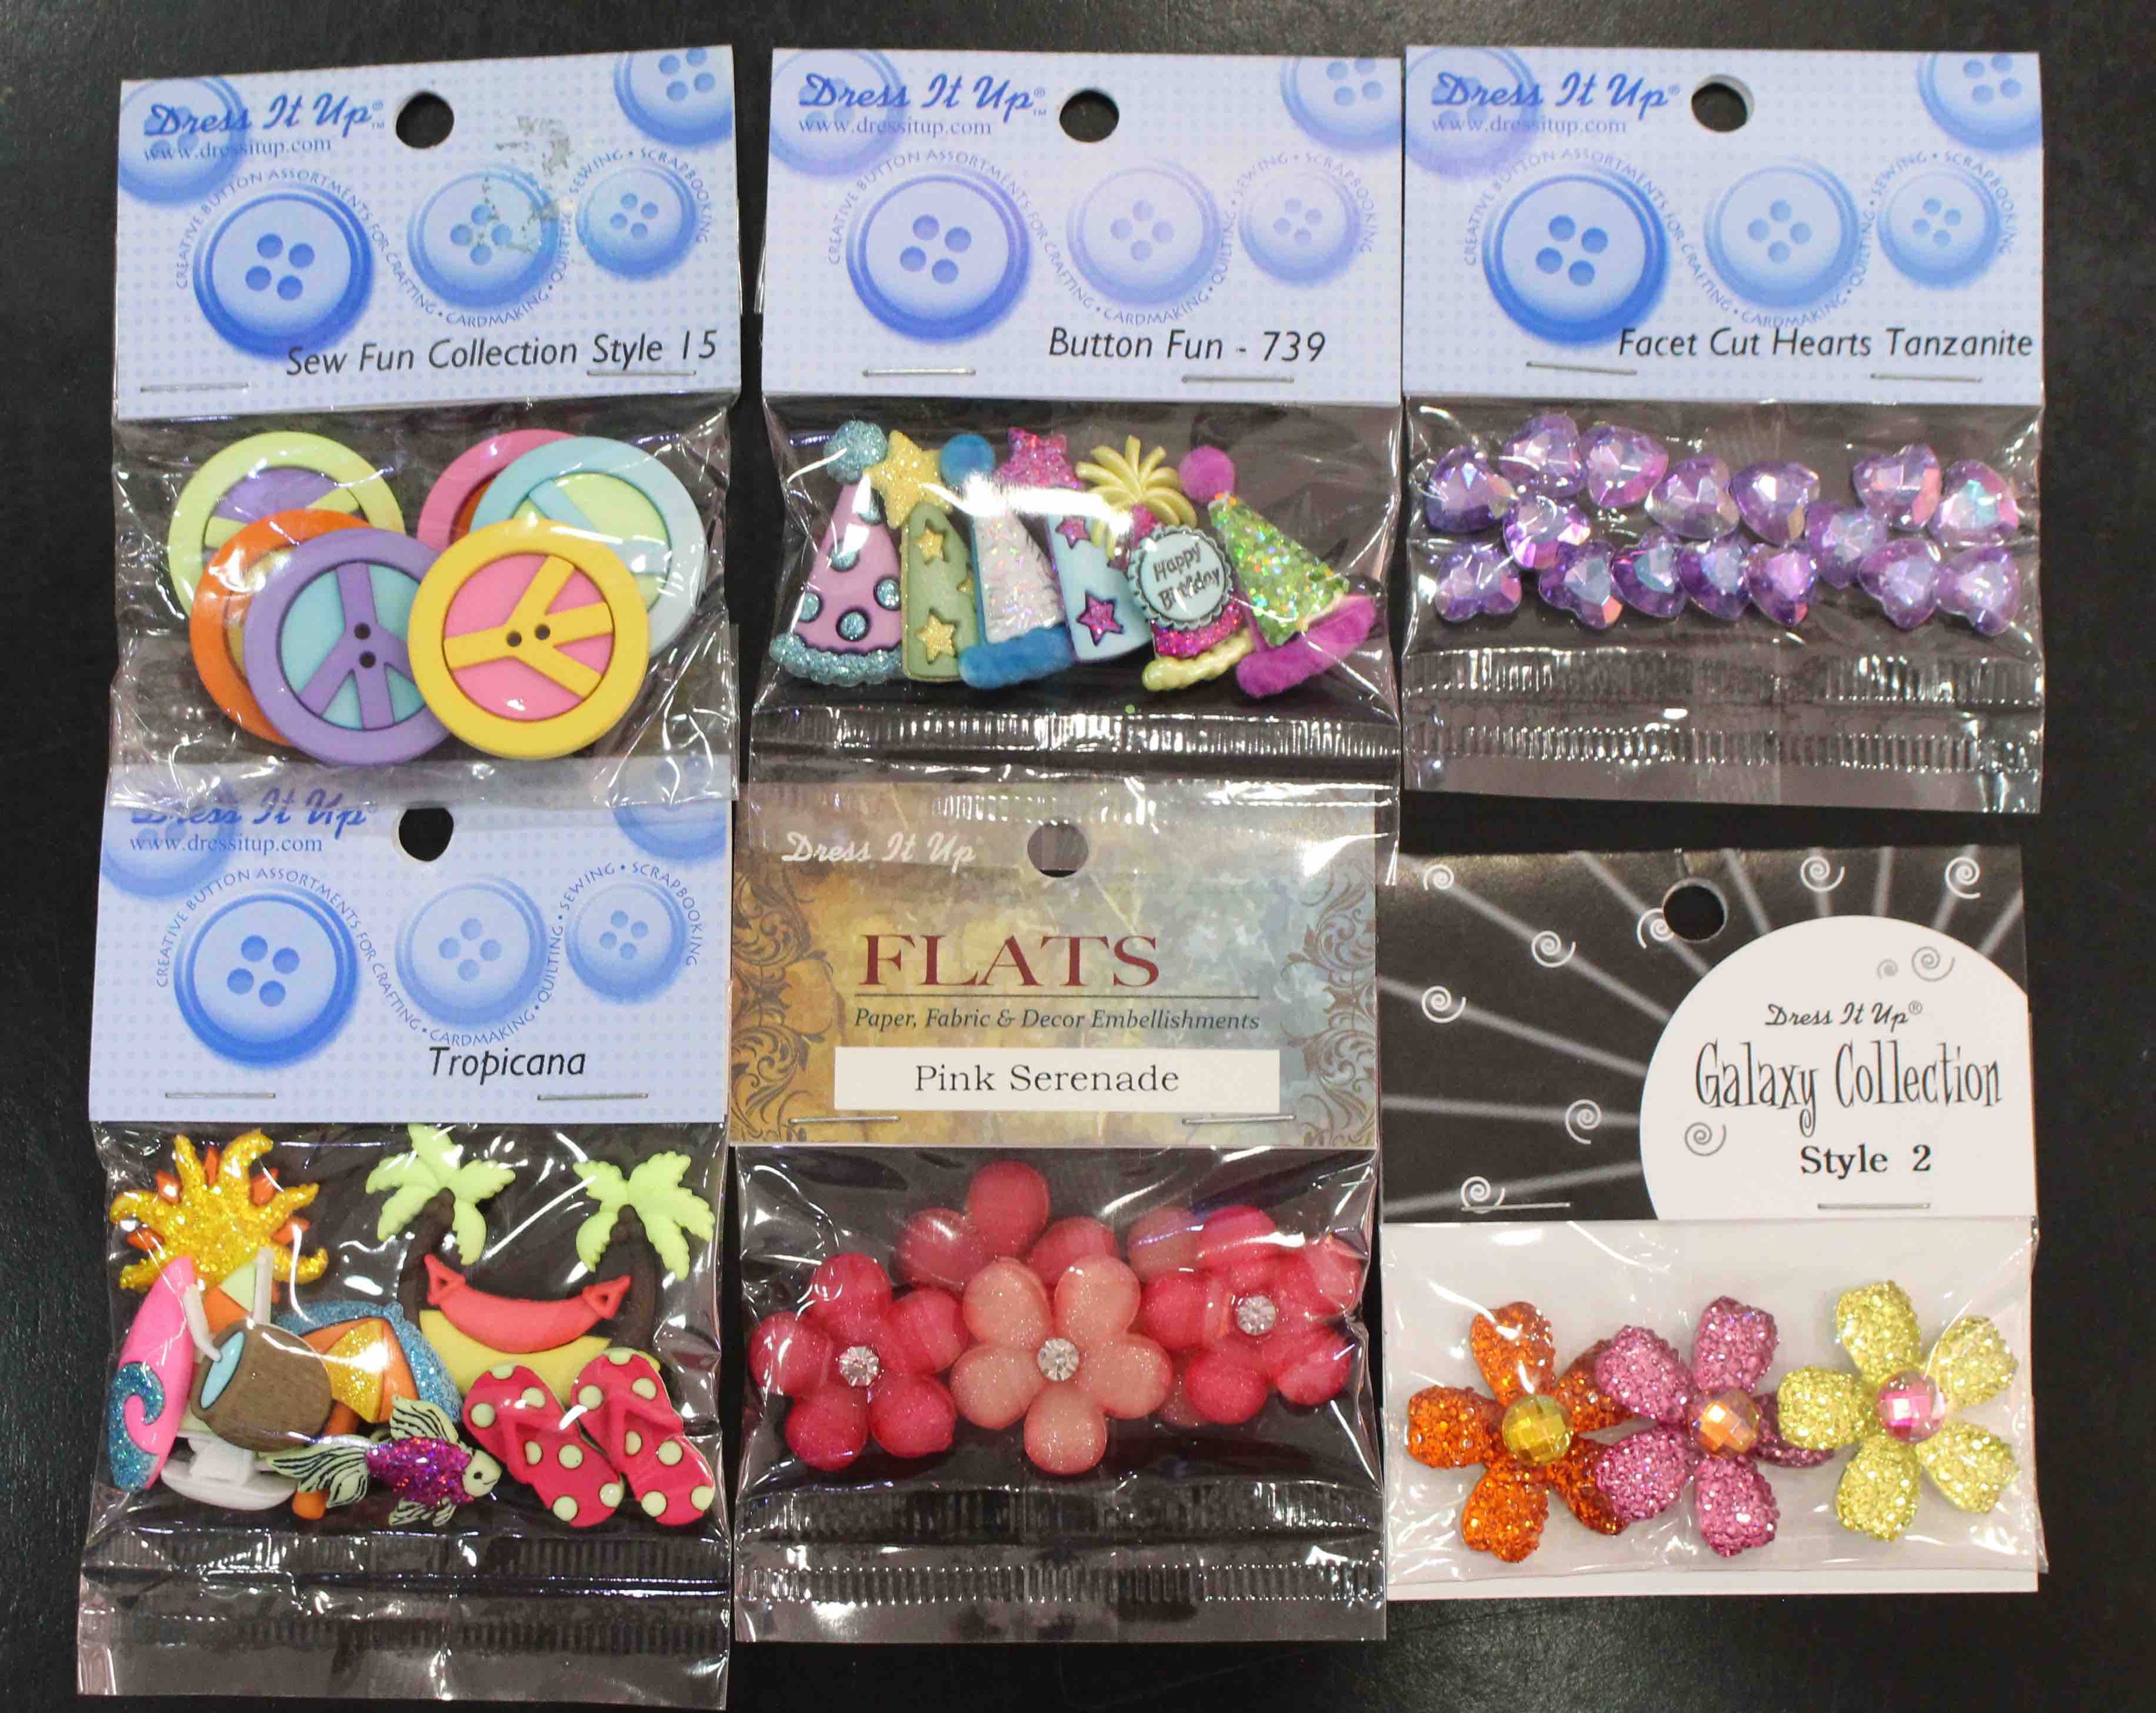 Dress It Up®™
www.dressitup.com
CREATIVE BUTTON ASSORTMENTS FOR CRAFTING • CARDMAKING • QUILTING • SEWING • SCRAPBOOKING
Sew Fun Collection Style 15
Dress It Up®™
www.dressitup.com
CREATIVE BUTTON ASSORTMENTS FOR CRAFTING • CARDMAKING • QUILTING • SEWING • SCRAPBOOKING
Button Fun - 739
Happy
Birthday
Dress It Up®
www.dressitup.com
CREATIVE BUTTON ASSORTMENTS FOR CRAFTING • CARDMAKING • QUILTING • SEWING • SCRAPBOOKING
Facet Cut Hearts Tanzanite
Dress It Up®
www.dressitup.com
CREATIVE BUTTON ASSORTMENTS FOR CRAFTING • CARDMAKING • QUILTING • SEWING • SCRAPBOOKING
Tropicana
Dress It Up
FLATS
Paper, Fabric & Decor Embellishments
Pink Serenade
Dress It Up®
Galaxy Collection
Style 2